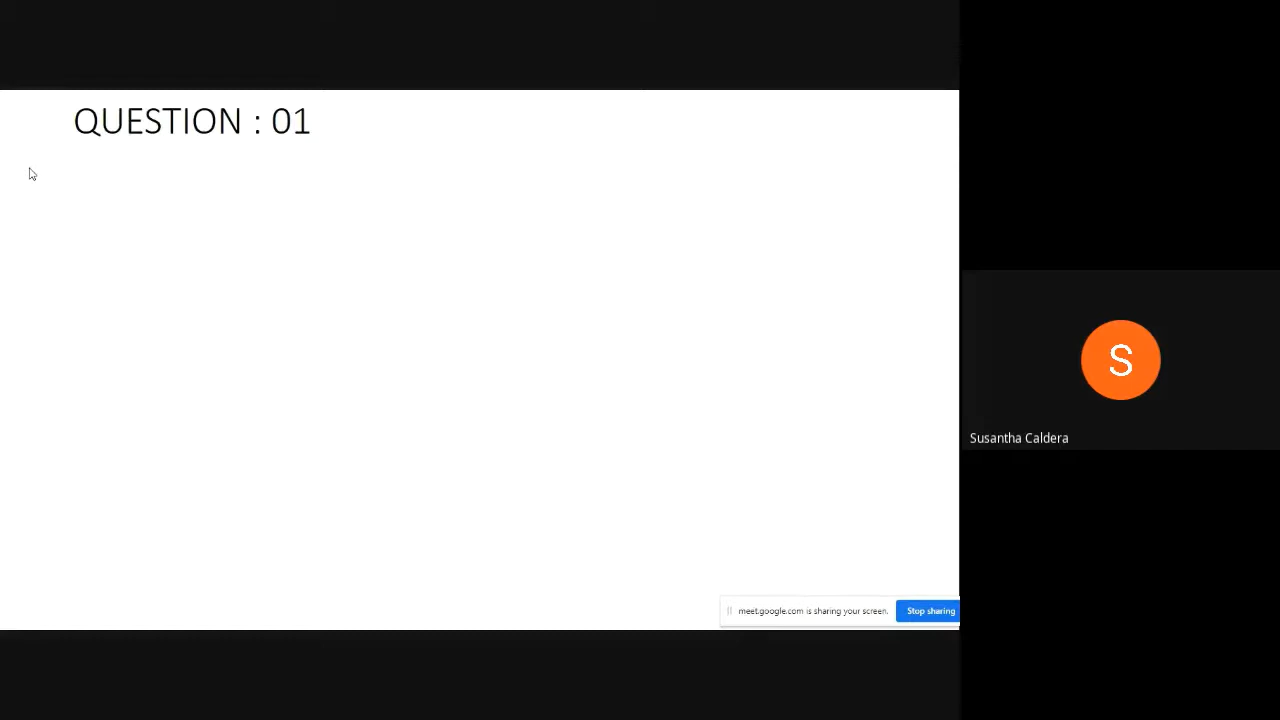 QUESTION : 01
S
Susantha Caldera
meet.google.com is sharing your screen.
Stop sharing